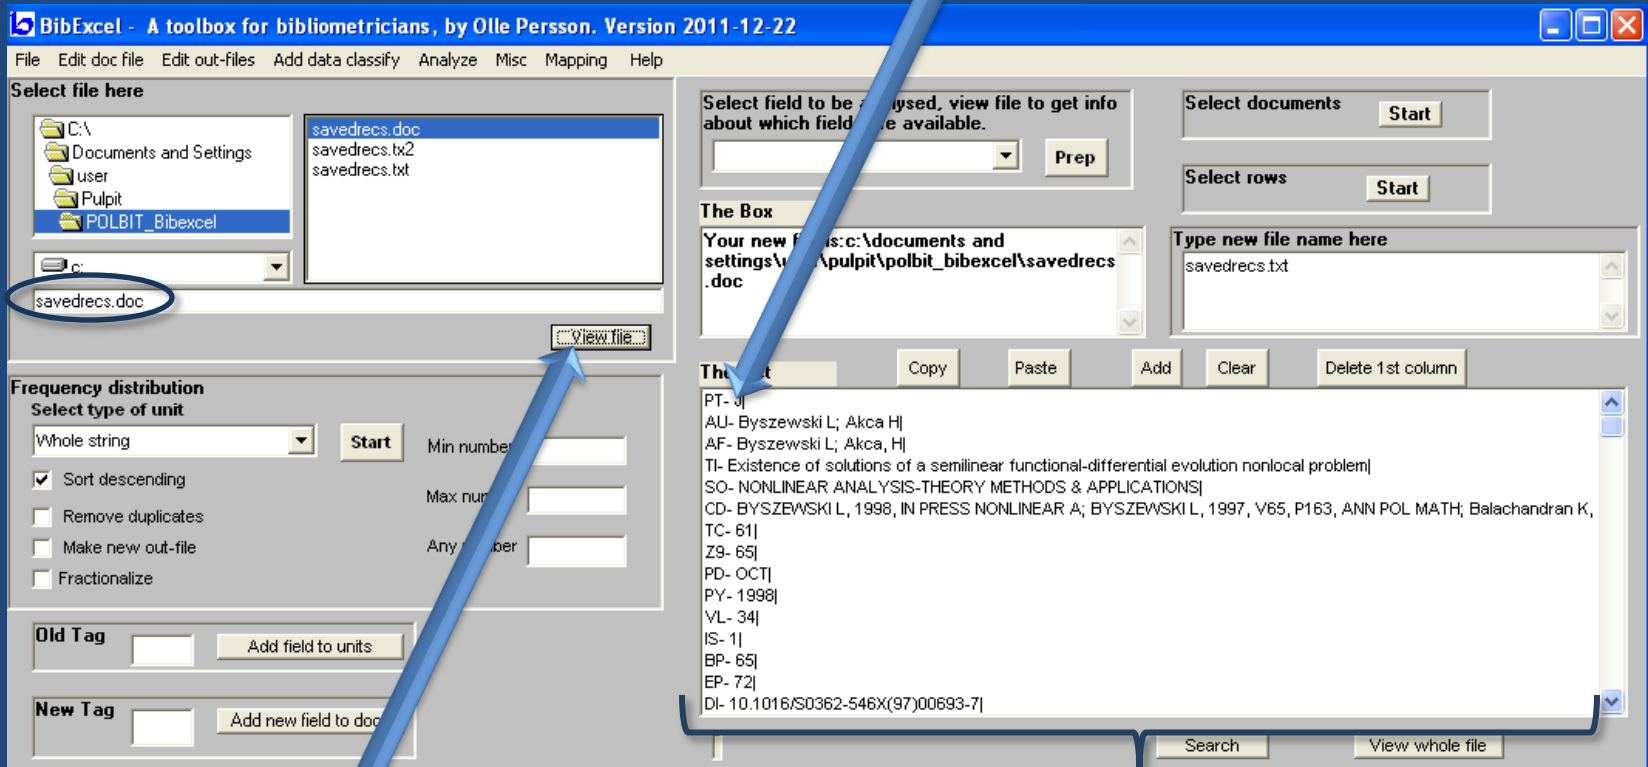 BibExcel - A toolbox for bibliometricians, by Olle Persson. Version 2011-12-22
File Edit doc file Edit out-files Add data classify Analyze Misc Mapping Help
Select file here
C:\
Documents and Settings
user
Pulpit
POLBIT_Bibexcel
savedrecs.doc
savedrecs.tx2
savedrecs.txt
c:
savedrecs.doc
View file
Frequency distribution
Select type of unit
Whole string
Start
Sort descending
Remove duplicates
Make new out-file
Fractionalize
Min number
Max
Any
Old Tag
Add field to units
New Tag
Add new field to doc
Select field to be analysed, view file to get info
about which fields are available.
Prep
Select documents
Start
Select rows
Start
The Box
Your new is:c:\documents and
settings\ \pulpit\polbit_bibexcel\savedrecs
.doc
Type new file name here
savedrecs.txt
The
Copy Paste Add Clear Delete 1st column
PT- J|
AU- Byszewski L; Akca H|
AF- Byszewski L; Akca, H|
TI- Existence of solutions of a semilinear functional-differential evolution nonlocal problem|
SO- NONLINEAR ANALYSIS-THEORY METHODS & APPLICATIONS|
CD- BYSZEWSKI L, 1998, IN PRESS NONLINEAR A; BYSZEWSKI L, 1997, V65, P163, ANN POL MATH; Balachandran K,
TC- 61|
Z9- 65|
PD- OCT|
PY- 1998|
VL- 34|
IS- 1|
BP- 65|
EP- 72|
DI- 10.1016/S0362-546X(97)00693-7|
Search View whole file